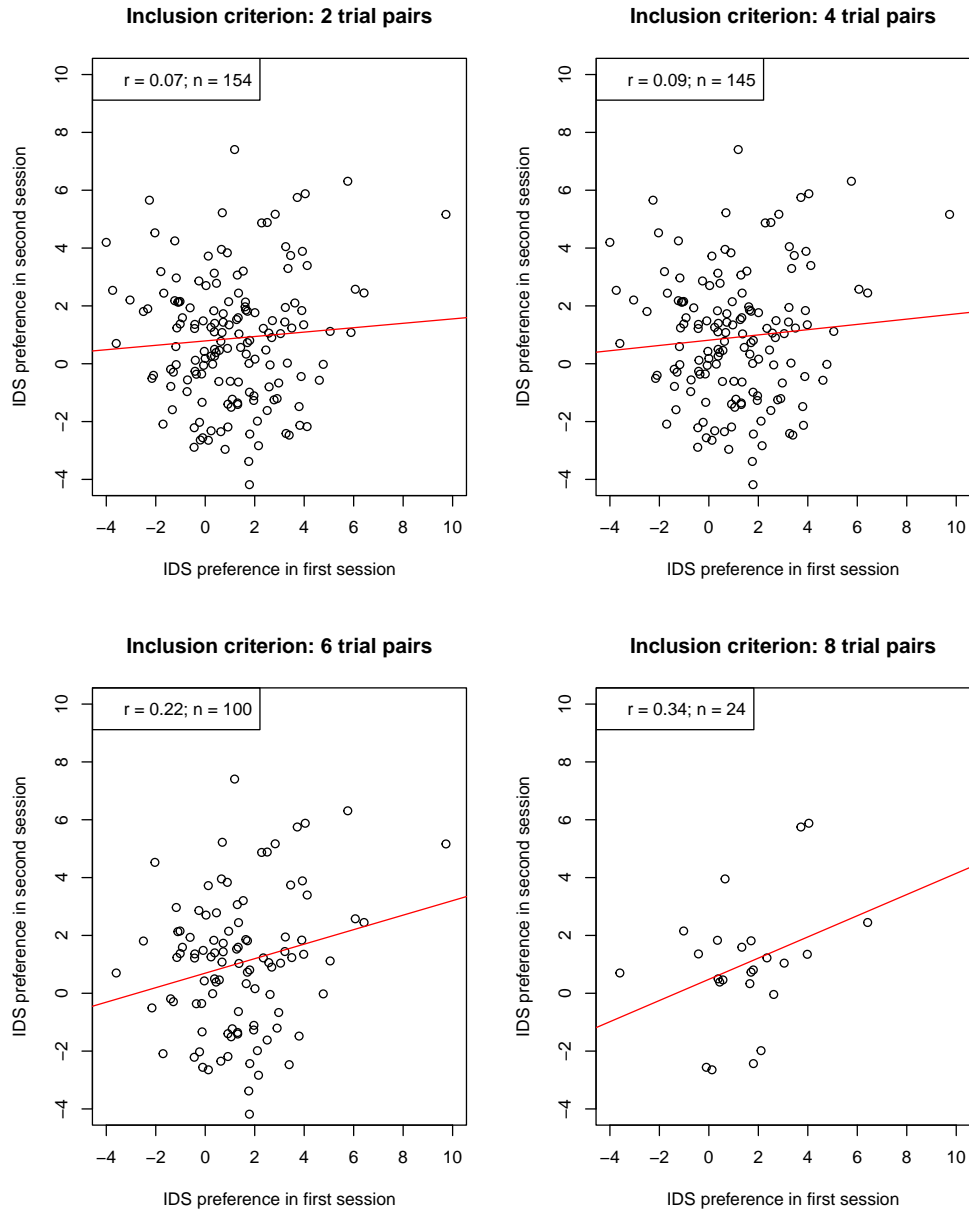 Inclusion criterion: 2 trial pairs
r = 0.07; n = 154
IDS preference in second session
10
8
6
4
2
0
−2
−4
−4 −2 0 2 4 6 8 10
IDS preference in first session
Inclusion criterion: 4 trial pairs
r = 0.09; n = 145
IDS preference in second session
10
8
6
4
2
0
−2
−4
−4 −2 0 2 4 6 8 10
IDS preference in first session
Inclusion criterion: 6 trial pairs
r = 0.22; n = 100
IDS preference in second session
10
8
6
4
2
0
−2
−4
−4 −2 0 2 4 6 8 10
IDS preference in first session
Inclusion criterion: 8 trial pairs
r = 0.34; n = 24
IDS preference in second session
10
8
6
4
2
0
−2
−4
−4 −2 0 2 4 6 8 10
IDS preference in first session